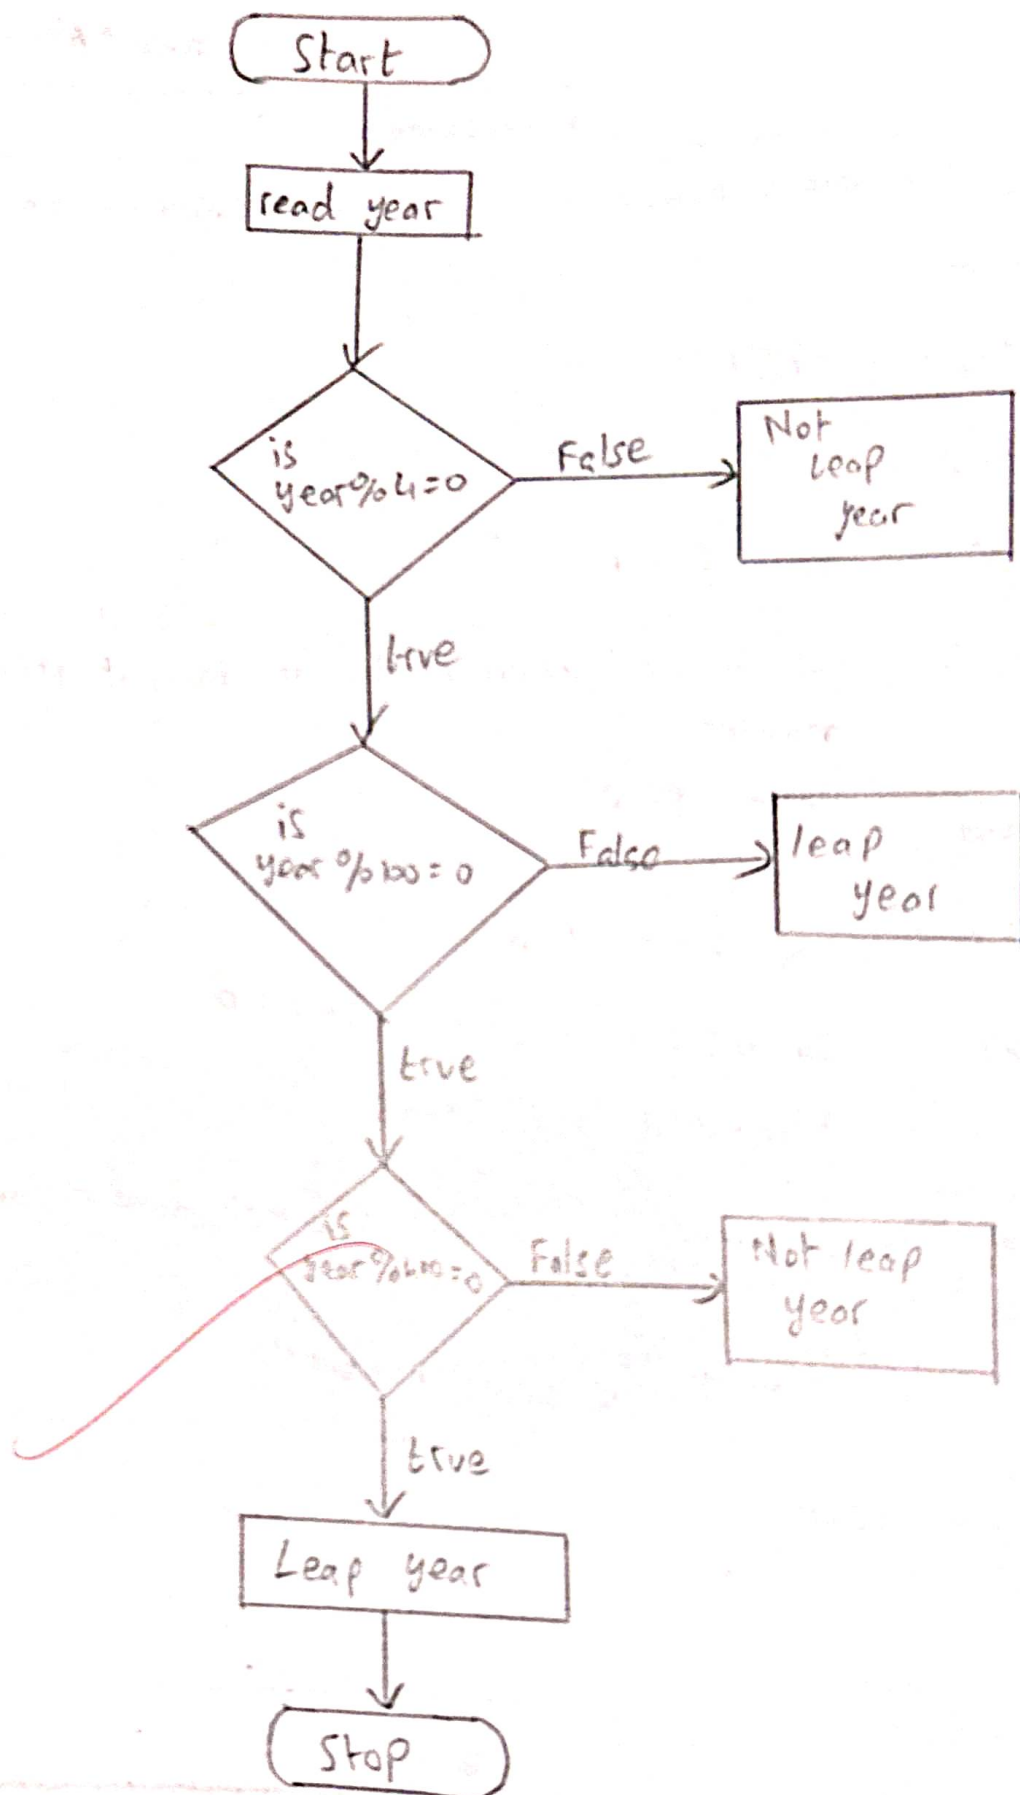 Start
read year
is
year%4=0
False
Not
leap
year
true
is
year%100=0
False
leap
year
true
is
year%400=0
False
Not leap
year
true
Leap year
Stop